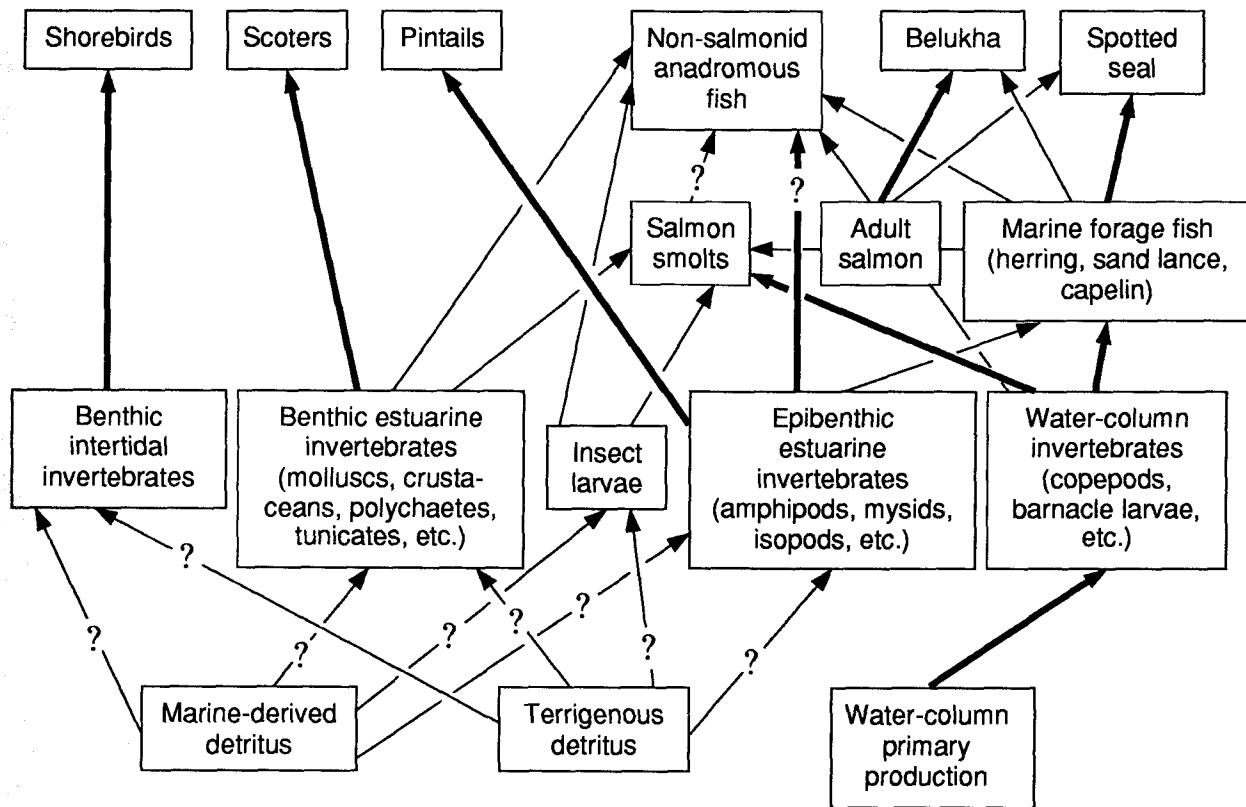 Shorebirds
Scoters
Pintails
Non-salmonid
anadromous
fish
Belukha
Spotted
seal
?
?
Salmon
smolts
Adult
salmon
Marine forage fish
(herring, sand lance,
capelin)
Benthic
intertidal
invertebrates
Benthic estuarine
invertebrates
(molluscs, crusta-
ceans, polychaetes,
tunicates, etc.)
Insect
larvae
Epibenthic
estuarine
invertebrates
(amphipods, mysids,
isopods, etc.)
Water-column
invertebrates
(copepods,
barnacle larvae,
etc.)
?
?
?
?
?
?
?
?
Marine-derived
detritus
Terrigenous
detritus
Water-column
primary
production